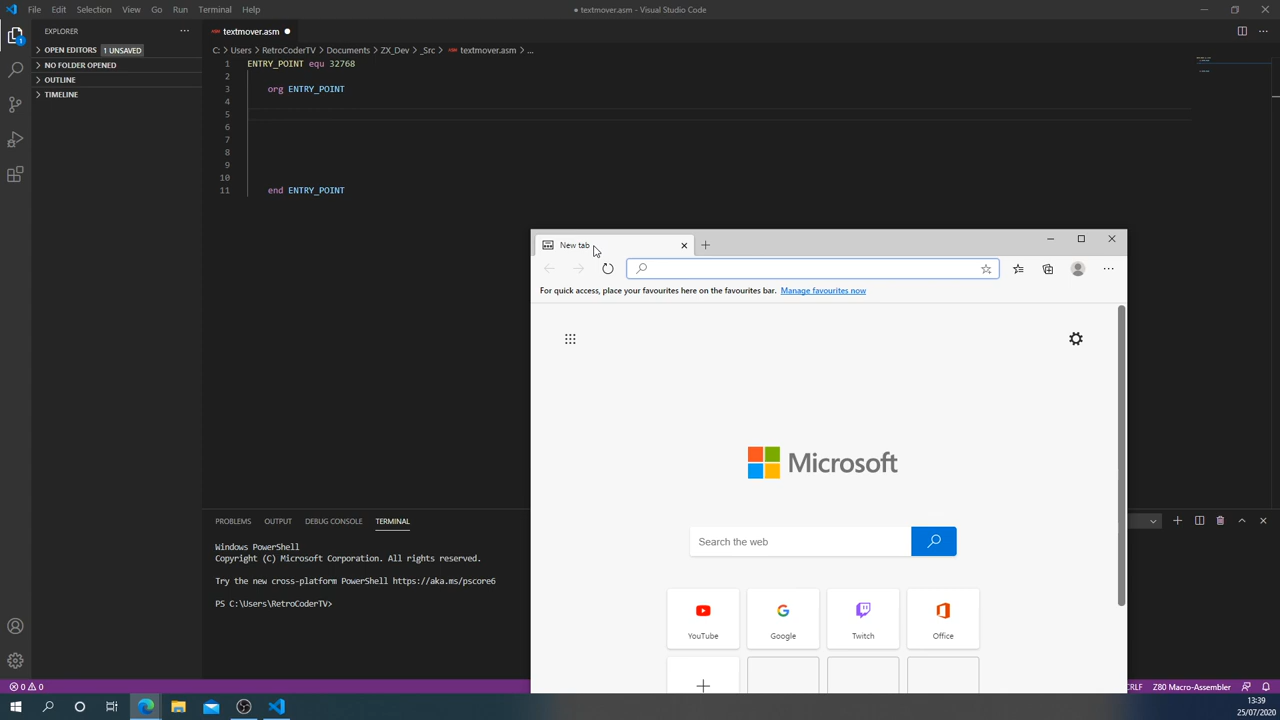 File Edit Selection View Go Run Terminal Help
● textmover.asm - Visual Studio Code
EXPLORER
OPEN EDITORS 1 UNSAVED
NO FOLDER OPENED
OUTLINE
TIMELINE
textmover.asm ●
C: > Users > RetroCoderTV > Documents > ZX_Dev > _Src > textmover.asm > ...
1 ENTRY_POINT equ 32768
2
3 org ENTRY_POINT
4
5
6
7
8
9
10
11 end ENTRY_POINT
New tab
For quick access, place your favourites here on the favourites bar. Manage favourites now
Microsoft
Search the web
YouTube Google Twitch Office
PROBLEMS OUTPUT DEBUG CONSOLE TERMINAL
Windows PowerShell
Copyright (C) Microsoft Corporation. All rights reserved.
Try the new cross-platform PowerShell https://aka.ms/pscore6
PS C:\Users\RetroCoderTV>
0 0
CRLF Z80 Macro-Assembler
13:39
25/07/2020